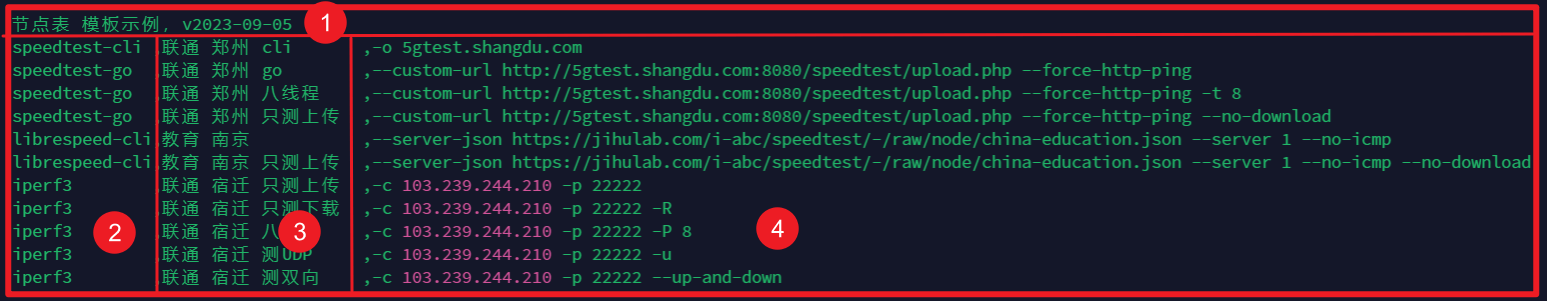 节点表 模板示例, v2023-09-05 1
speedtest-cli ,联通 郑州 cli ,-o 5gtest.shangdu.com
speedtest-go ,联通 郑州 go ,--custom-url http://5gtest.shangdu.com:8080/speedtest/upload.php --force-http-ping
speedtest-go ,联通 郑州 八线程 ,--custom-url http://5gtest.shangdu.com:8080/speedtest/upload.php --force-http-ping -t 8
speedtest-go ,联通 郑州 只测上传 ,--custom-url http://5gtest.shangdu.com:8080/speedtest/upload.php --force-http-ping --no-download
librespeed-cli,教育 南京 ,--server-json https://jihulab.com/i-abc/speedtest/-/raw/node/china-education.json --server 1 --no-icmp
librespeed-cli,教育 南京 只测上传 ,--server-json https://jihulab.com/i-abc/speedtest/-/raw/node/china-education.json --server 1 --no-icmp --no-download
iperf3 ,联通 宿迁 只测上传 ,-c 103.239.244.210 -p 22222
iperf3 ,联通 宿迁 只测下载 ,-c 103.239.244.210 -p 22222 -R
iperf3 2 ,联通 宿迁 八 3 ,-c 103.239.244.210 -p 22222 -P 8 4
iperf3 ,联通 宿迁 测UDP ,-c 103.239.244.210 -p 22222 -u
iperf3 ,联通 宿迁 测双向 ,-c 103.239.244.210 -p 22222 --up-and-down